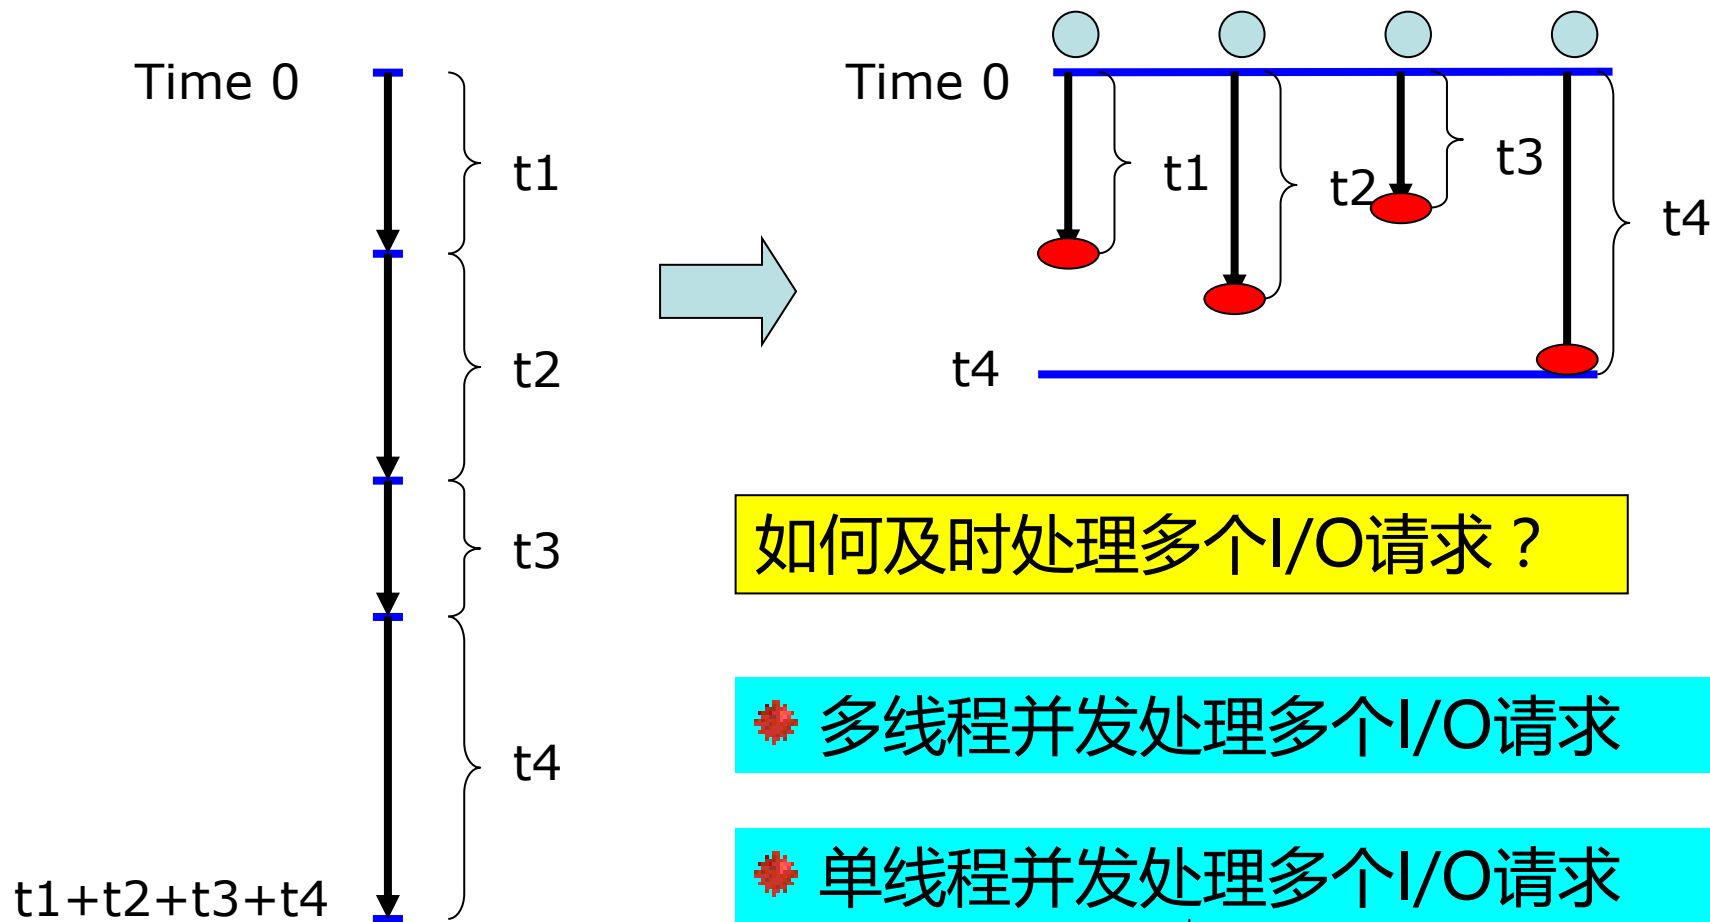 Time 0
t1
t2
t3
t4
t1+t2+t3+t4
Time 0
t1
t2
t3
t4
t4
如何及时处理多个I/O请求？
多线程并发处理多个I/O请求
单线程并发处理多个I/O请求